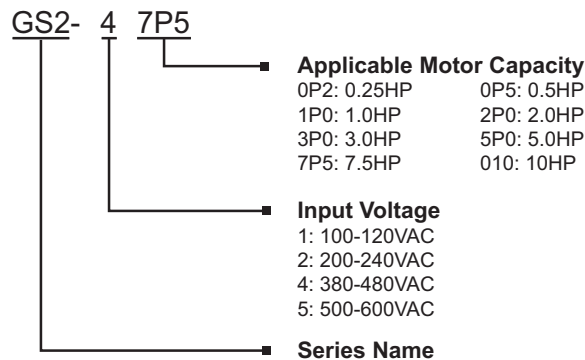 GS2- 4 7P5
Applicable Motor Capacity
0P2: 0.25HP 0P5: 0.5HP
1P0: 1.0HP 2P0: 2.0HP
3P0: 3.0HP 5P0: 5.0HP
7P5: 7.5HP 010: 10HP
Input Voltage
1: 100-120VAC
2: 200-240VAC
4: 380-480VAC
5: 500-600VAC
Series Name